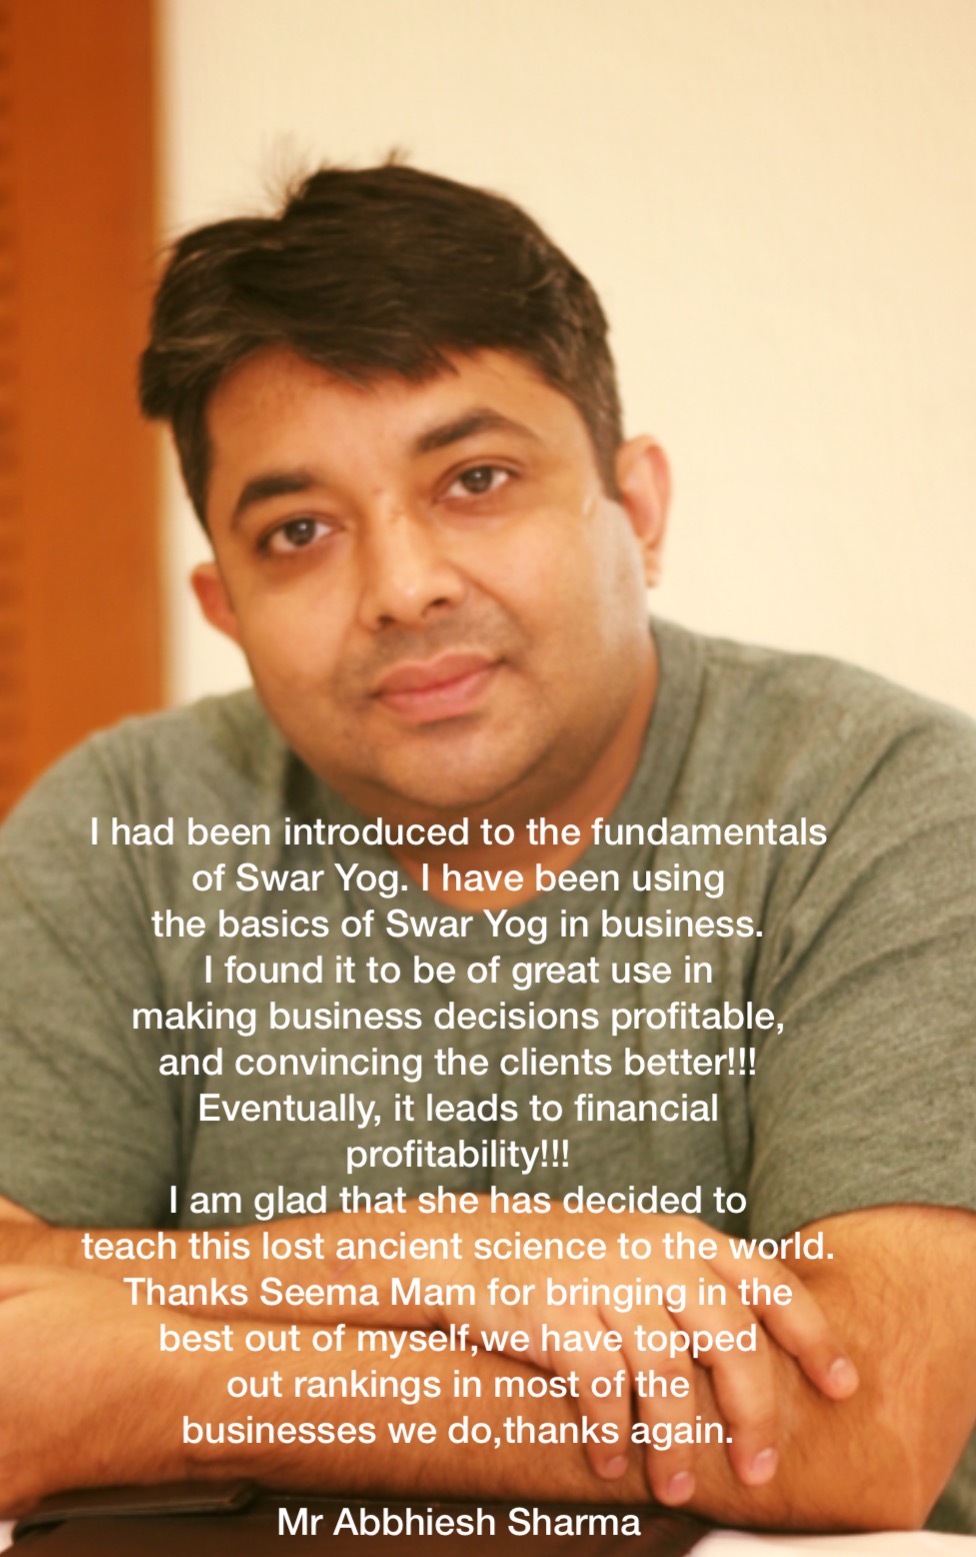 I had been introduced to the fundamentals
of Swar Yog. I have been using
the basics of Swar Yog in business.
I found it to be of great use in
making business decisions profitable,
and convincing the clients better!!!
Eventually, it leads to financial
profitability!!!
I am glad that she has decided to
teach this lost ancient science to the world.
Thanks Seema Mam for bringing in the
best out of myself,we have topped
out rankings in most of the
businesses we do,thanks again.
Mr Abbhiesh Sharma